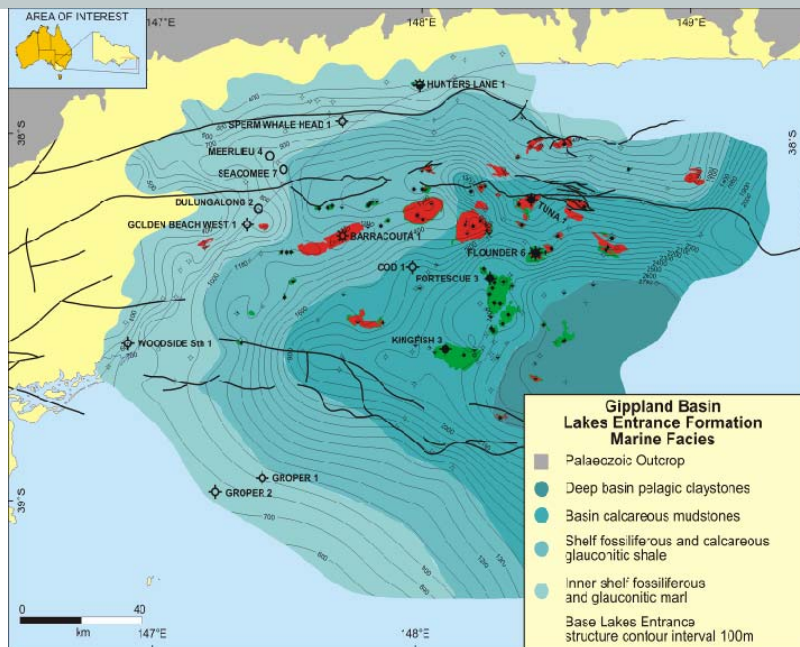 AREA OF INTEREST
147°E
148°E
149°E
38°S
38°S
HUNTERS LANE 1
SPERM WHALE HEAD 1
MEERLIEU 4
SEACOMEE 7
DULUNGALONG 2
GOLDEN BEACH WEST 1
BARRACOUTA 1
TUNA 1
FLOUNDER 6
COD 1
FORTESCUE 3
KINGFISH 3
WOODSIDE Sth 1
GROPER 1
GROPER 2
39°S
0 40
km
147°E
148°E
Gippland Basin
Lakes Entrance Formation
Marine Facies
Palaeozoic Outcrop
Deep basin pelagic claystones
Basin calcareous mudstones
Shelf fossiliferous and calcareous
glauconitic shale
Inner shelf fossiliferous
and glauconitic marl
Base Lakes Entrance
structure contour interval 100m